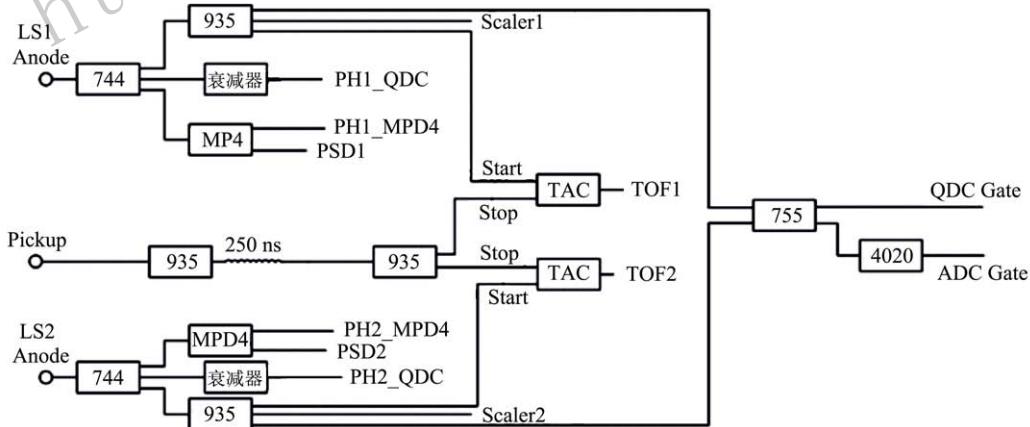 935
Scaler1
LS1
Anode
744
衰减器
PH1_QDC
MP4
PH1_MPD4
PSD1
Start
TAC
TOF1
Stop
755
QDC Gate
4020
ADC Gate
Pickup
935
250 ns
935
Stop
TAC
TOF2
Start
LS2
Anode
744
MPD4
PH2_MPD4
PSD2
衰减器
PH2_QDC
935
Scaler2